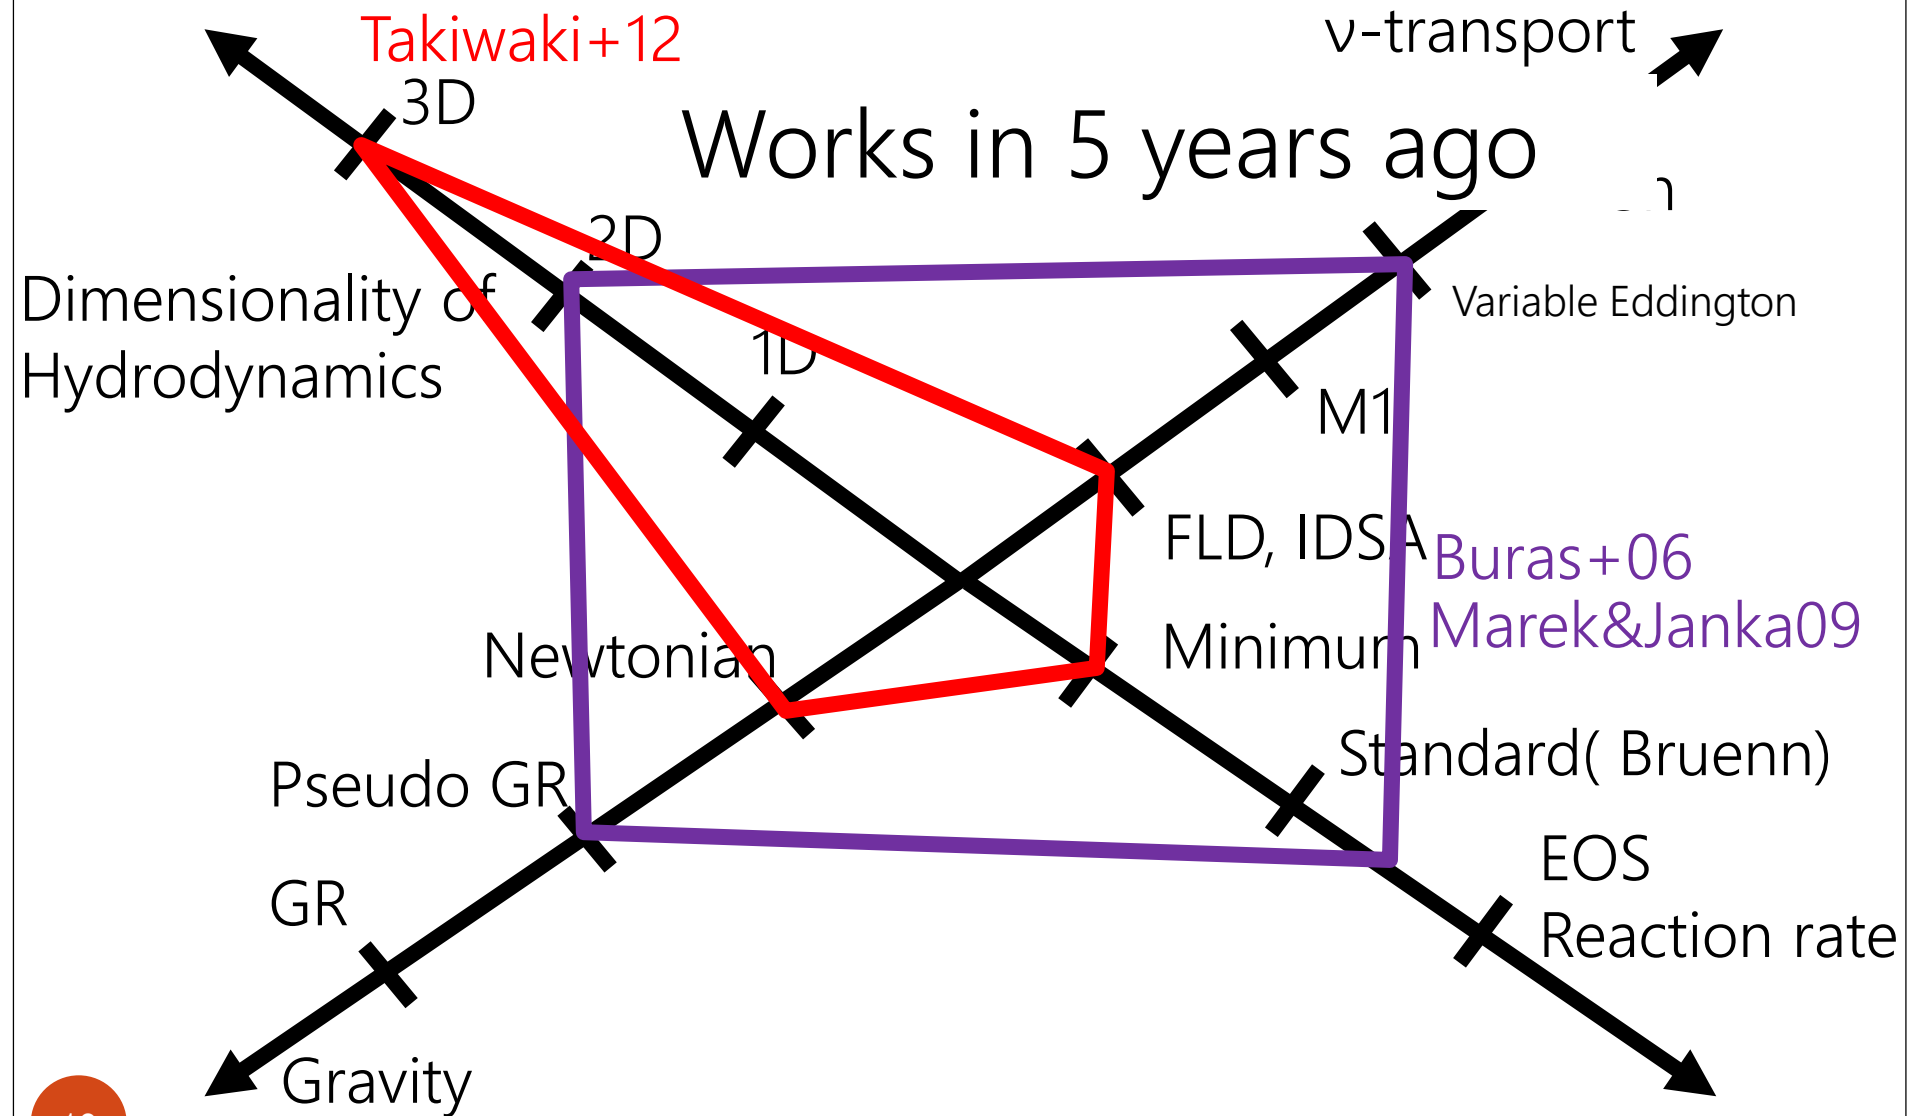 Takiwaki+12
ν-transport
3D
Works in 5 years ago
2D
Dimensionality of
Hydrodynamics
Variable Eddington
1D
M1
FLD, IDSA
Buras+06
Marek&Janka09
Newtonian
Minimum
Pseudo GR
Standard( Bruenn)
GR
EOS
Reaction rate
Gravity